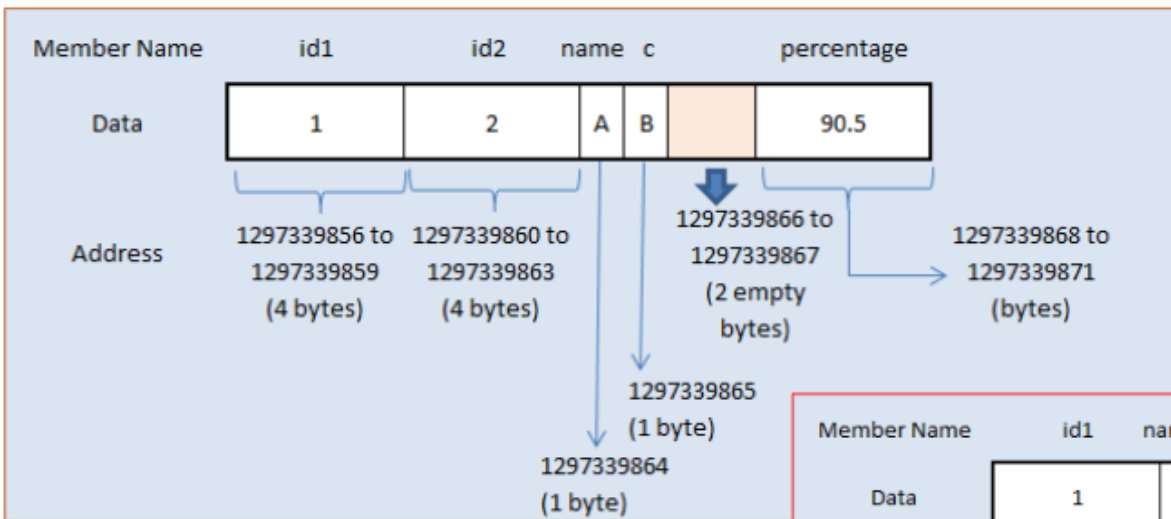 Member Name id1 id2 name c percentage
Data 1 2 A B 90.5
Address
1297339856 to
1297339859
(4 bytes)
1297339860 to
1297339863
(4 bytes)
1297339866 to
1297339867
(2 empty
bytes)
1297339868 to
1297339871
(bytes)
1297339865
(1 byte)
1297339864
(1 byte)
Member Name id1
Data 1